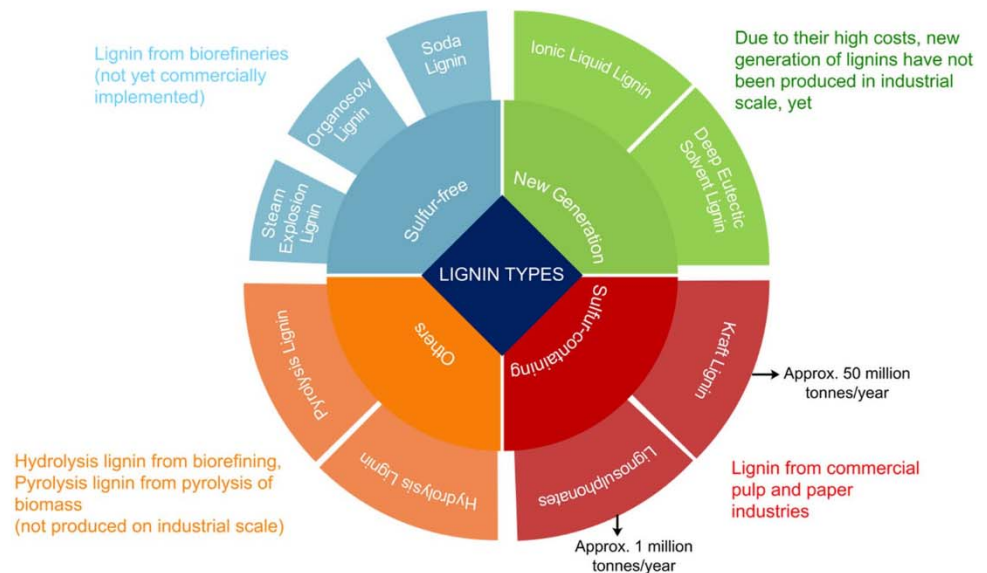 Lignin from biorefineries
(not yet commercially
implemented)
Soda
Lignin
Organosolv
Lignin
Steam
Explosion
Lignin
Sulfur-free
Ionic Liquid Lignin
Deep Eutectic
Solvent Lignin
New Generation
Due to their high costs, new
generation of lignins have not
been produced in industrial
scale, yet
LIGNIN TYPES
Others
Pyrolysis Lignin
Hydrolysis Lignin
Hydrolysis lignin from biorefining,
Pyrolysis lignin from pyrolysis of
biomass
(not produced on industrial scale)
Sulfur-containing
Kraft Lignin
Lignosulphonates
Approx. 50 million
tonnes/year
Lignin from commercial
pulp and paper
industries
Approx. 1 million
tonnes/year